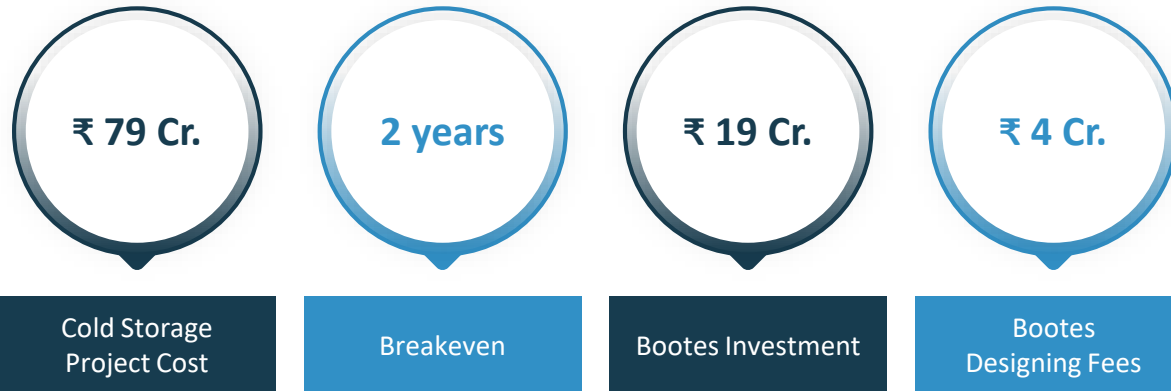 ₹ 79 Cr.
2 years
₹ 19 Cr.
₹ 4 Cr.
Cold Storage
Project Cost
Breakeven
Bootes Investment
Bootes
Designing Fees